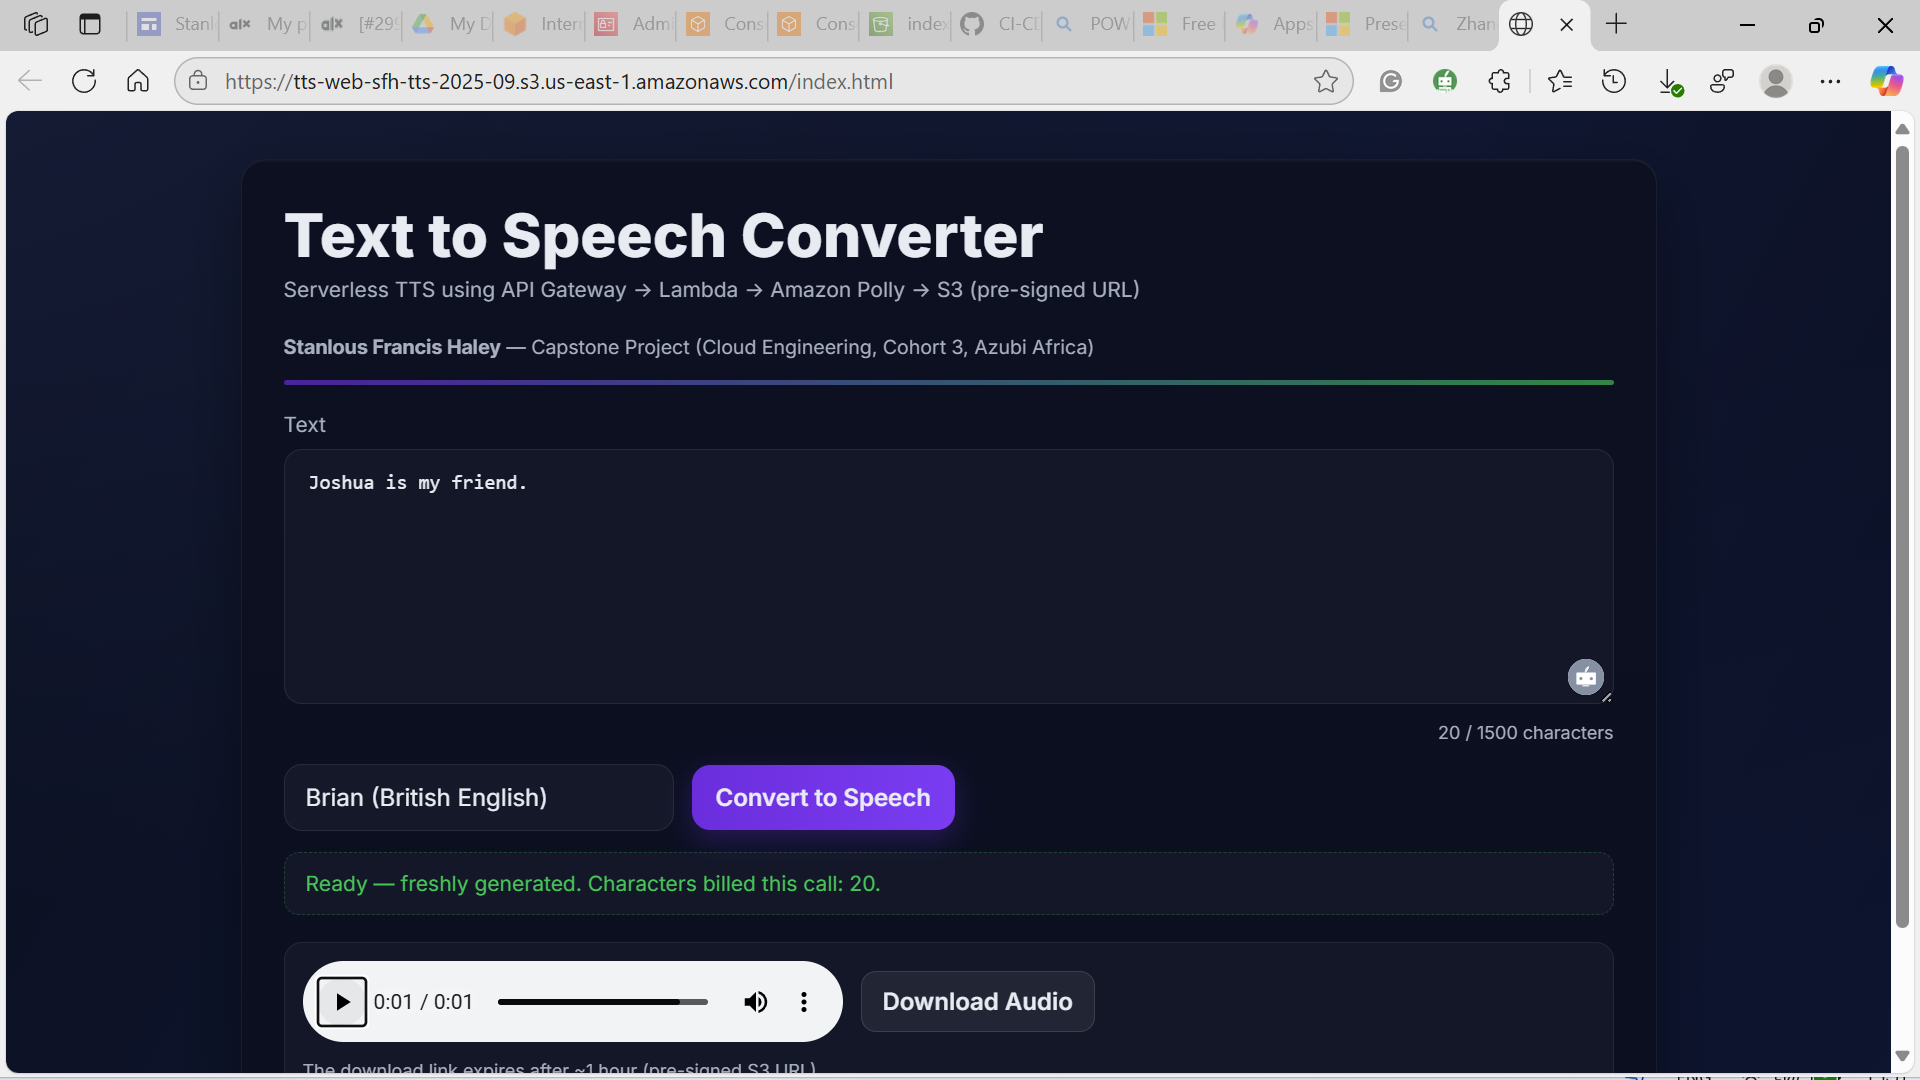 Stanl
My p
[#29
My D
Inter
Admi
Cons
Cons
index
CI-CI
POW
Free
Apps
Prese
Zhan
https://tts-web-sfh-tts-2025-09.s3.us-east-1.amazonaws.com/index.html
Text to Speech Converter
Serverless TTS using API Gateway → Lambda → Amazon Polly → S3 (pre-signed URL)
Stanlous Francis Haley — Capstone Project (Cloud Engineering, Cohort 3, Azubi Africa)
Text
Joshua is my friend.
20 / 1500 characters
Brian (British English)
Convert to Speech
Ready — freshly generated. Characters billed this call: 20.
0:01 / 0:01
Download Audio
The download link expires after ~1 hour (pre-signed S3 URL)